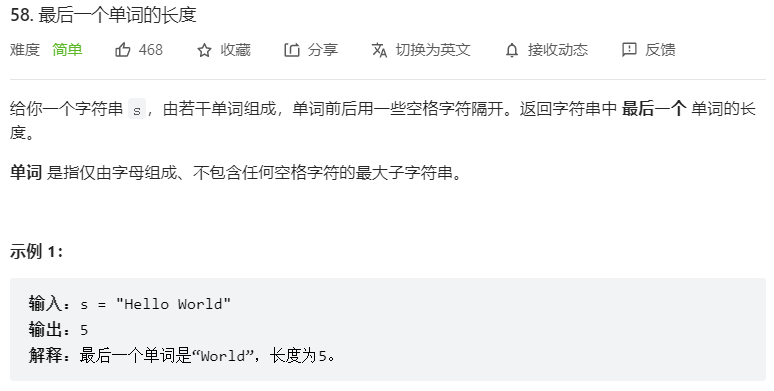 58. 最后一个单词的长度
难度 简单 468 收藏 分享 切换为英文 接收动态 反馈
给你一个字符串 s，由若干单词组成，单词前后用一些空格字符隔开。返回字符串中 最后一个 单词的长
度。
单词 是指仅由字母组成、不包含任何空格字符的最大子字符串。
示例 1：
输入：s = "Hello World"
输出：5
解释：最后一个单词是“World”，长度为5。